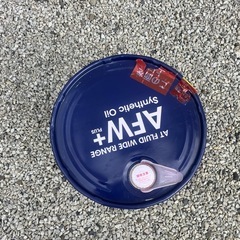 AT FLUID WIDE RANGE
AFW+
PLUS
Synthetic Oil